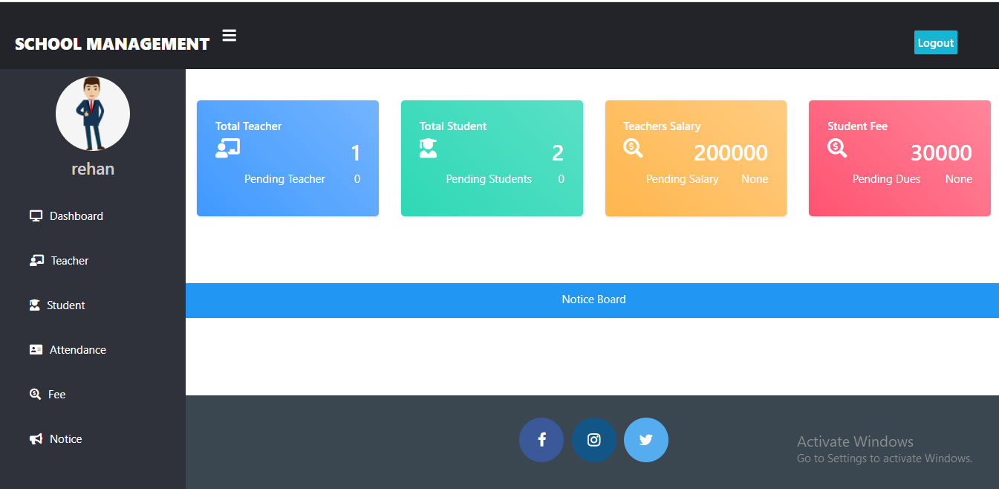 SCHOOL MANAGEMENT
Logout
rehan
Dashboard
Teacher
Student
Attendance
Fee
Notice
Total Teacher
1
Pending Teacher 0
Total Student
2
Pending Students 0
Teachers Salary
200000
Pending Salary None
Student Fee
30000
Pending Dues None
Notice Board
Activate Windows
Go to Settings to activate Windows.